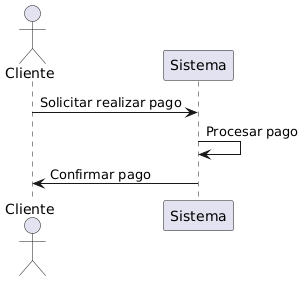 Cliente
Sistema
Solicitar realizar pago
Procesar pago
Confirmar pago
Cliente
Sistema